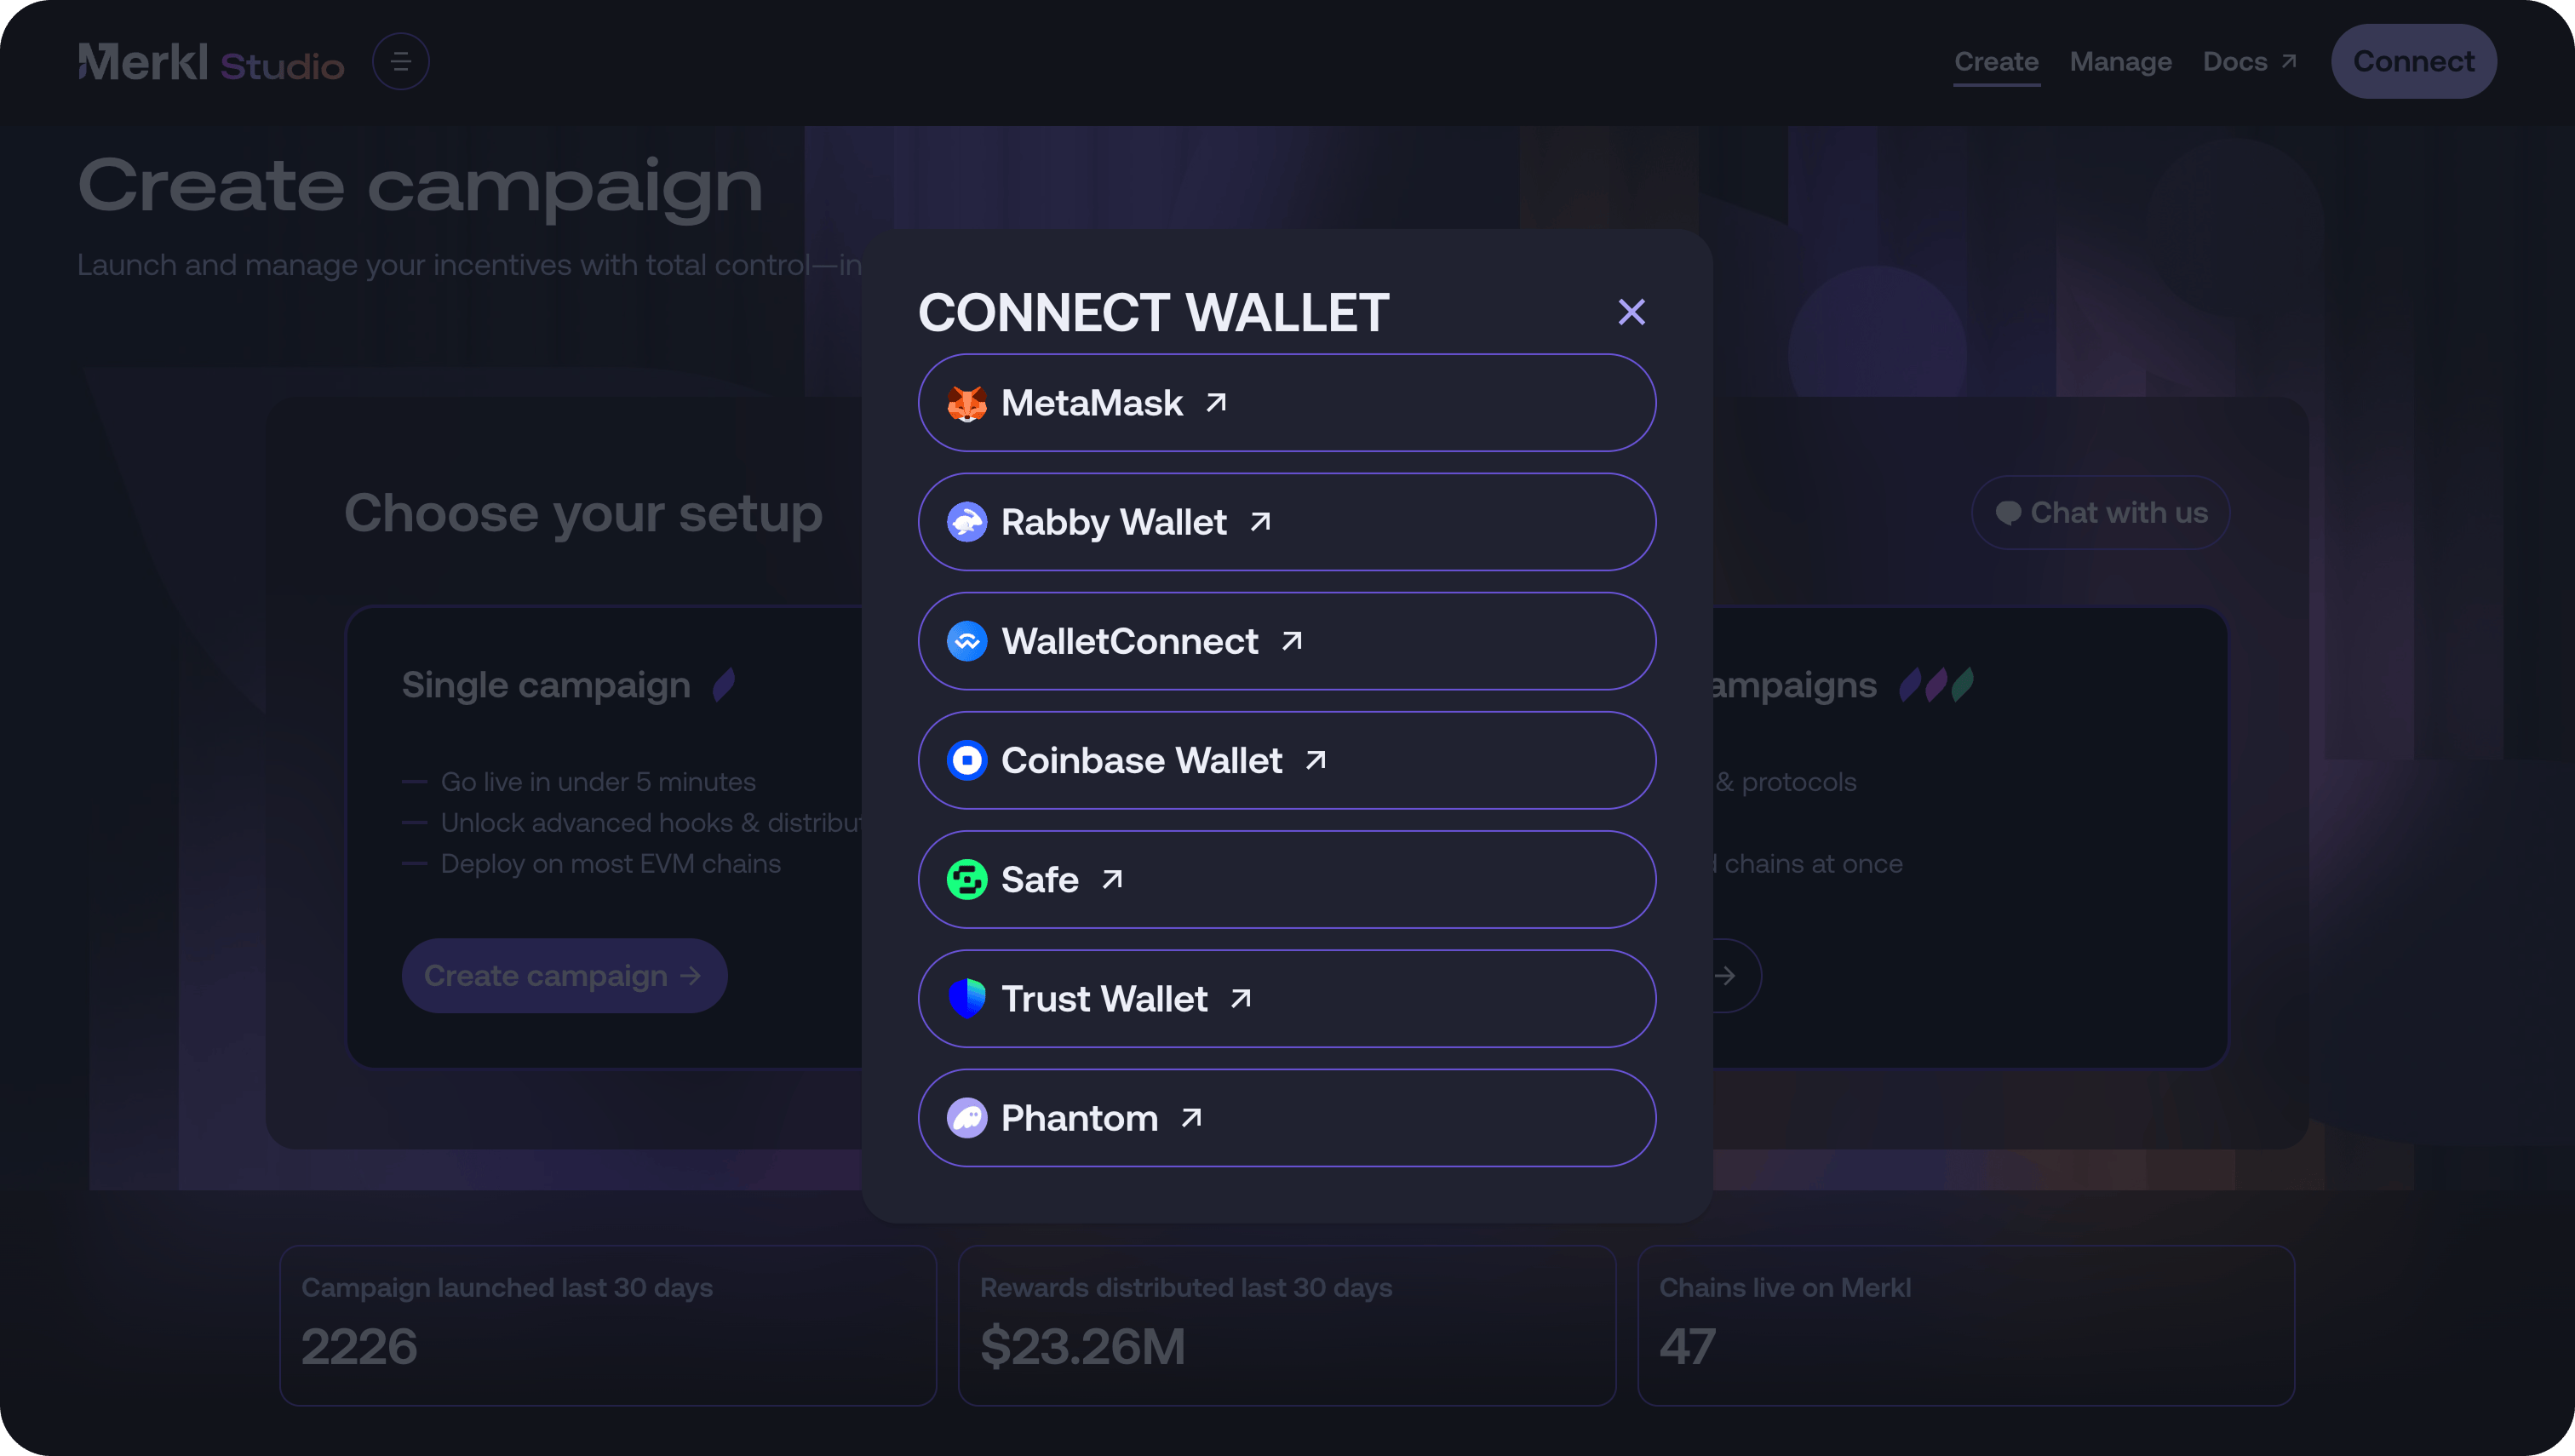 Merkl Studio
Create
Manage
Docs
Connect
Create campaign
Launch and manage your incentives with total control—in
CONNECT WALLET
MetaMask
Rabby Wallet
WalletConnect
Coinbase Wallet
Safe
Trust Wallet
Phantom
Choose your setup
Chat with us
Single campaign
Go live in under 5 minutes
Unlock advanced hooks &
Deploy on most EVM chains
Create campaign
& protocols
chains at once
Campaign launched last 30 days
2226
Rewards distributed last 30 days
$23.26M
Chains live on Merkl
47